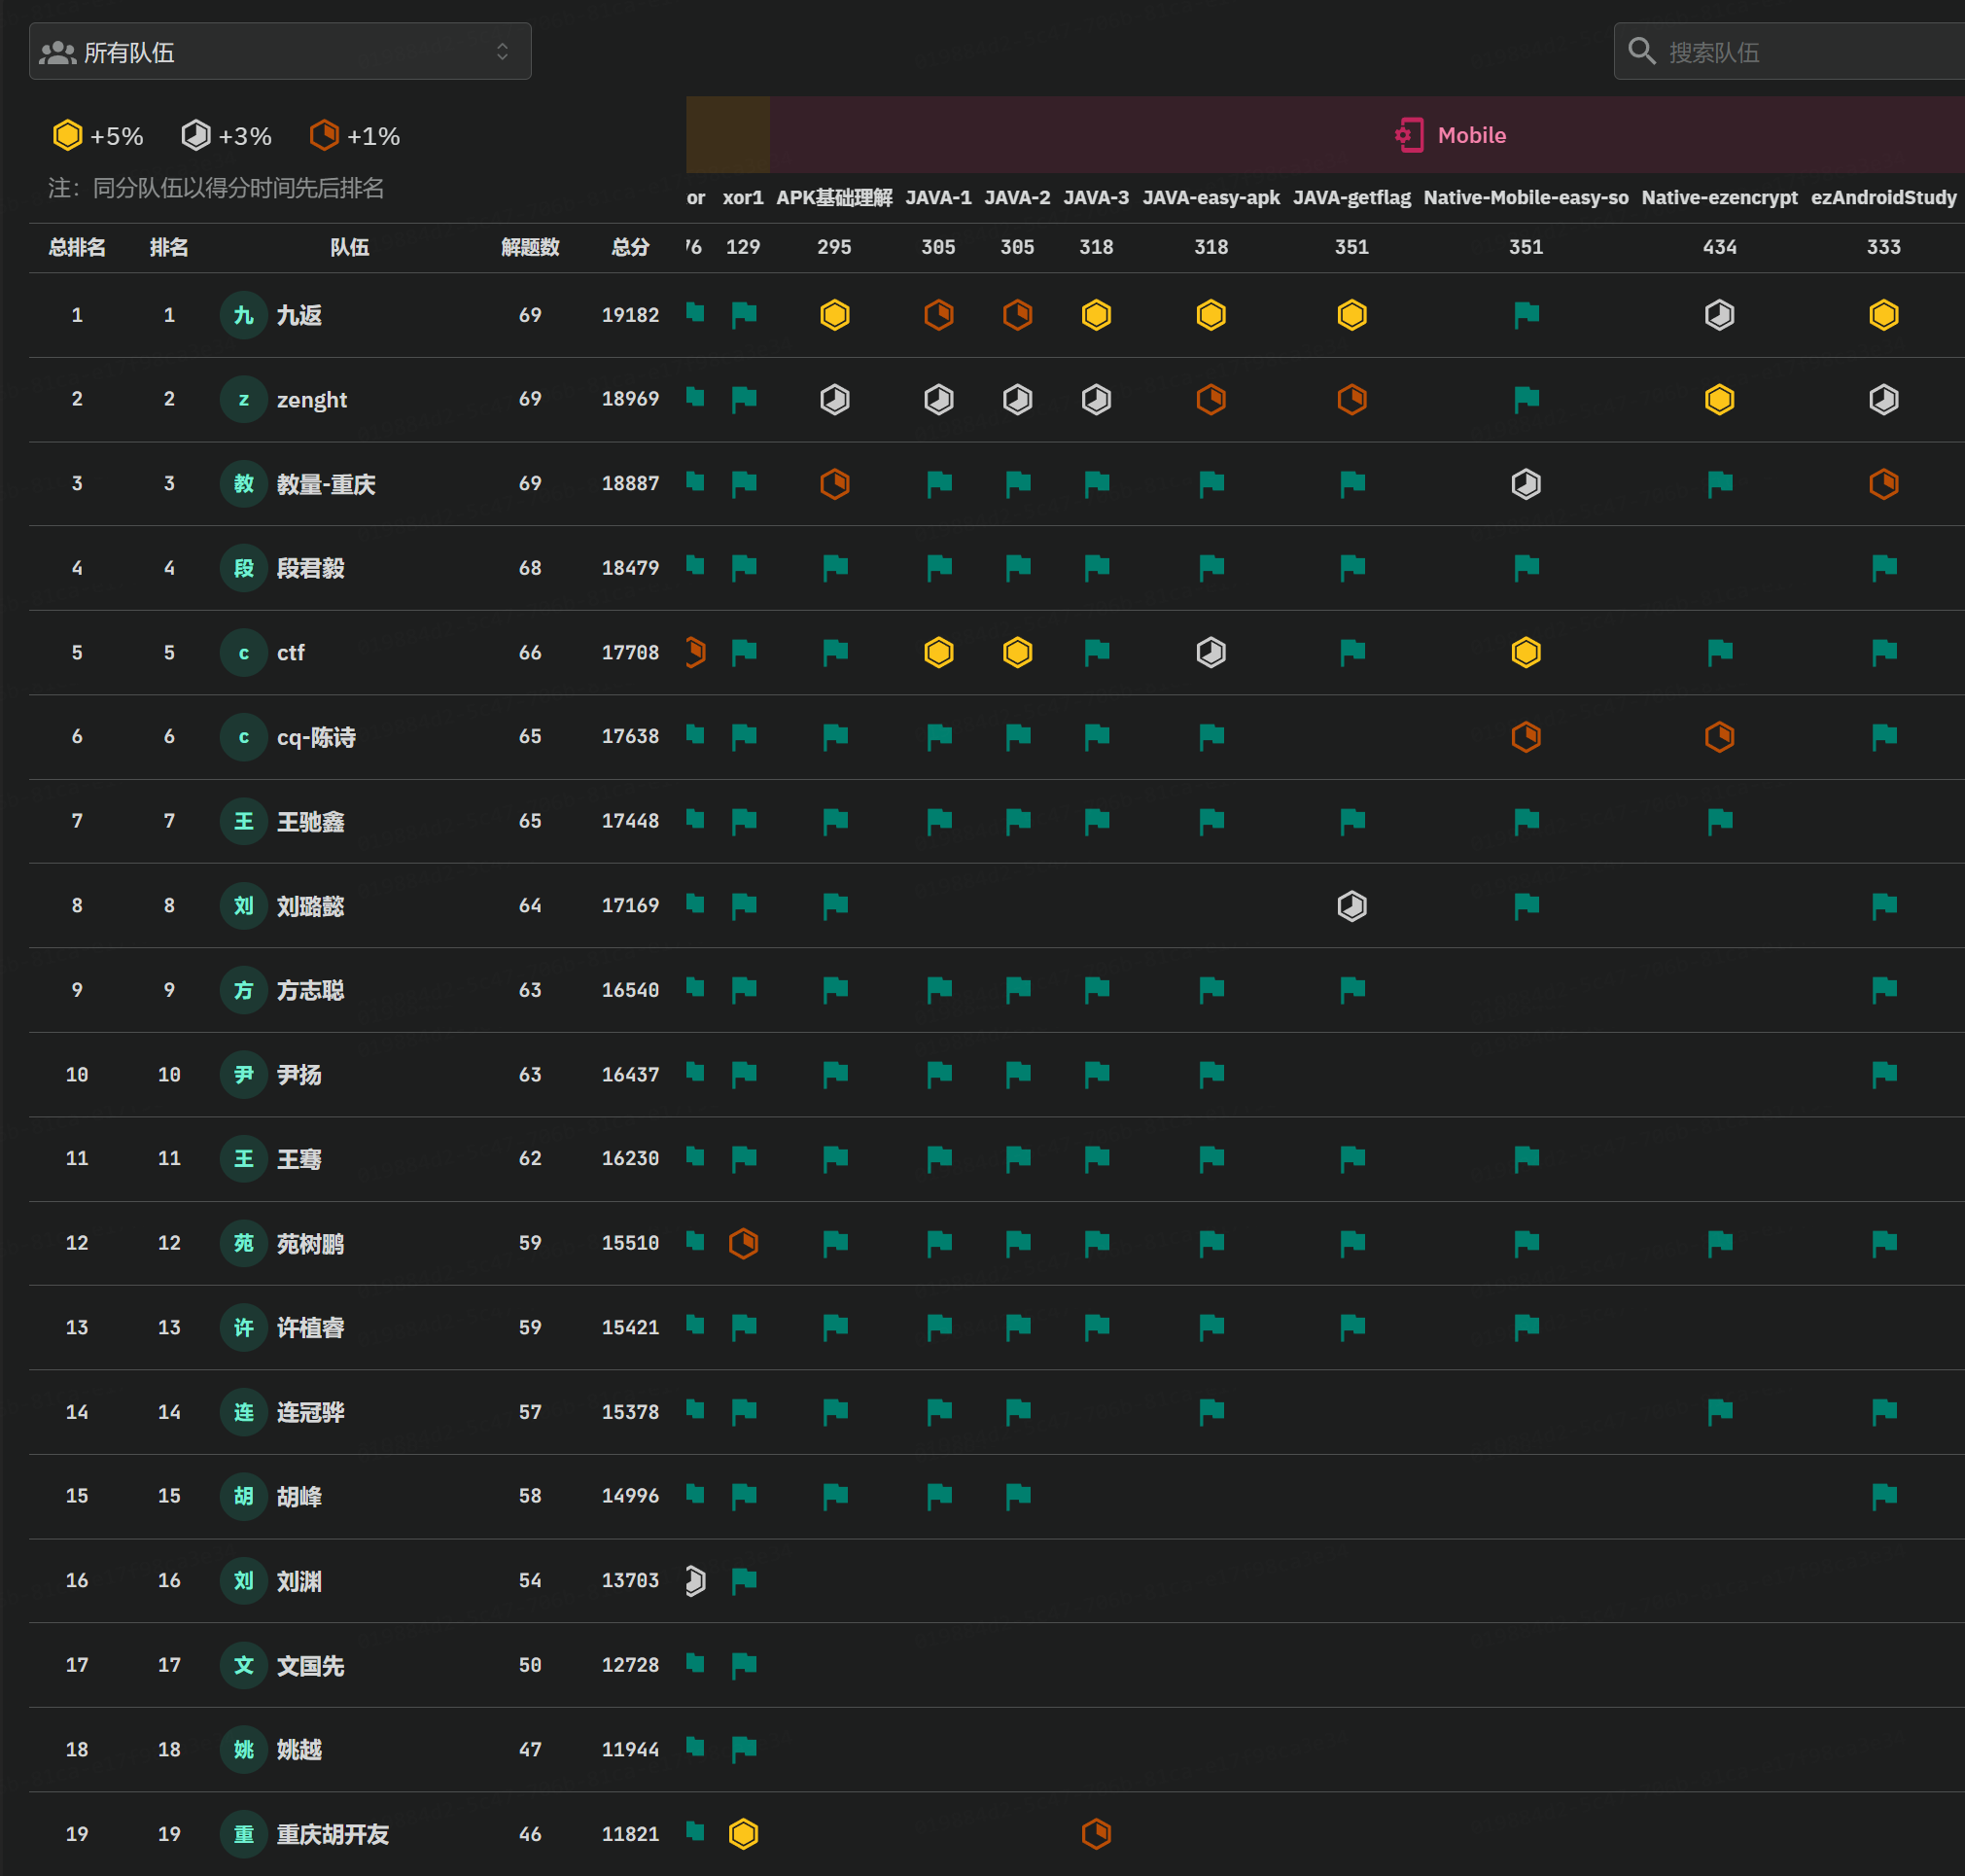 所有队伍
搜索队伍
+5% +3% +1%
Mobile
注：同分队伍以得分时间先后排名
or xor1 APK基础理解 JAVA-1 JAVA-2 JAVA-3 JAVA-easy-apk JAVA-getflag Native-Mobile-easy-so Native-ezencrypt ezAndroidStudy
总排名 排名 队伍 解题数 总分 76 129 295 305 305 318 318 351 351 434 333
1 1 九 九返 69 19182
2 2 z zenght 69 18969
3 3 教 教量-重庆 69 18887
4 4 段 段君毅 68 18479
5 5 c ctf 66 17708
6 6 c cq-陈诗 65 17638
7 7 王 王驰鑫 65 17448
8 8 刘 刘璐懿 64 17169
9 9 方 方志聪 63 16540
10 10 尹 尹扬 63 16437
11 11 王 王骞 62 16230
12 12 苑 苑树鹏 59 15510
13 13 许 许植睿 59 15421
14 14 连 连冠骅 57 15378
15 15 胡 胡峰 58 14996
16 16 刘 刘渊 54 13703
17 17 文 文国先 50 12728
18 18 姚 姚越 47 11944
19 19 重 重庆胡开友 46 11821